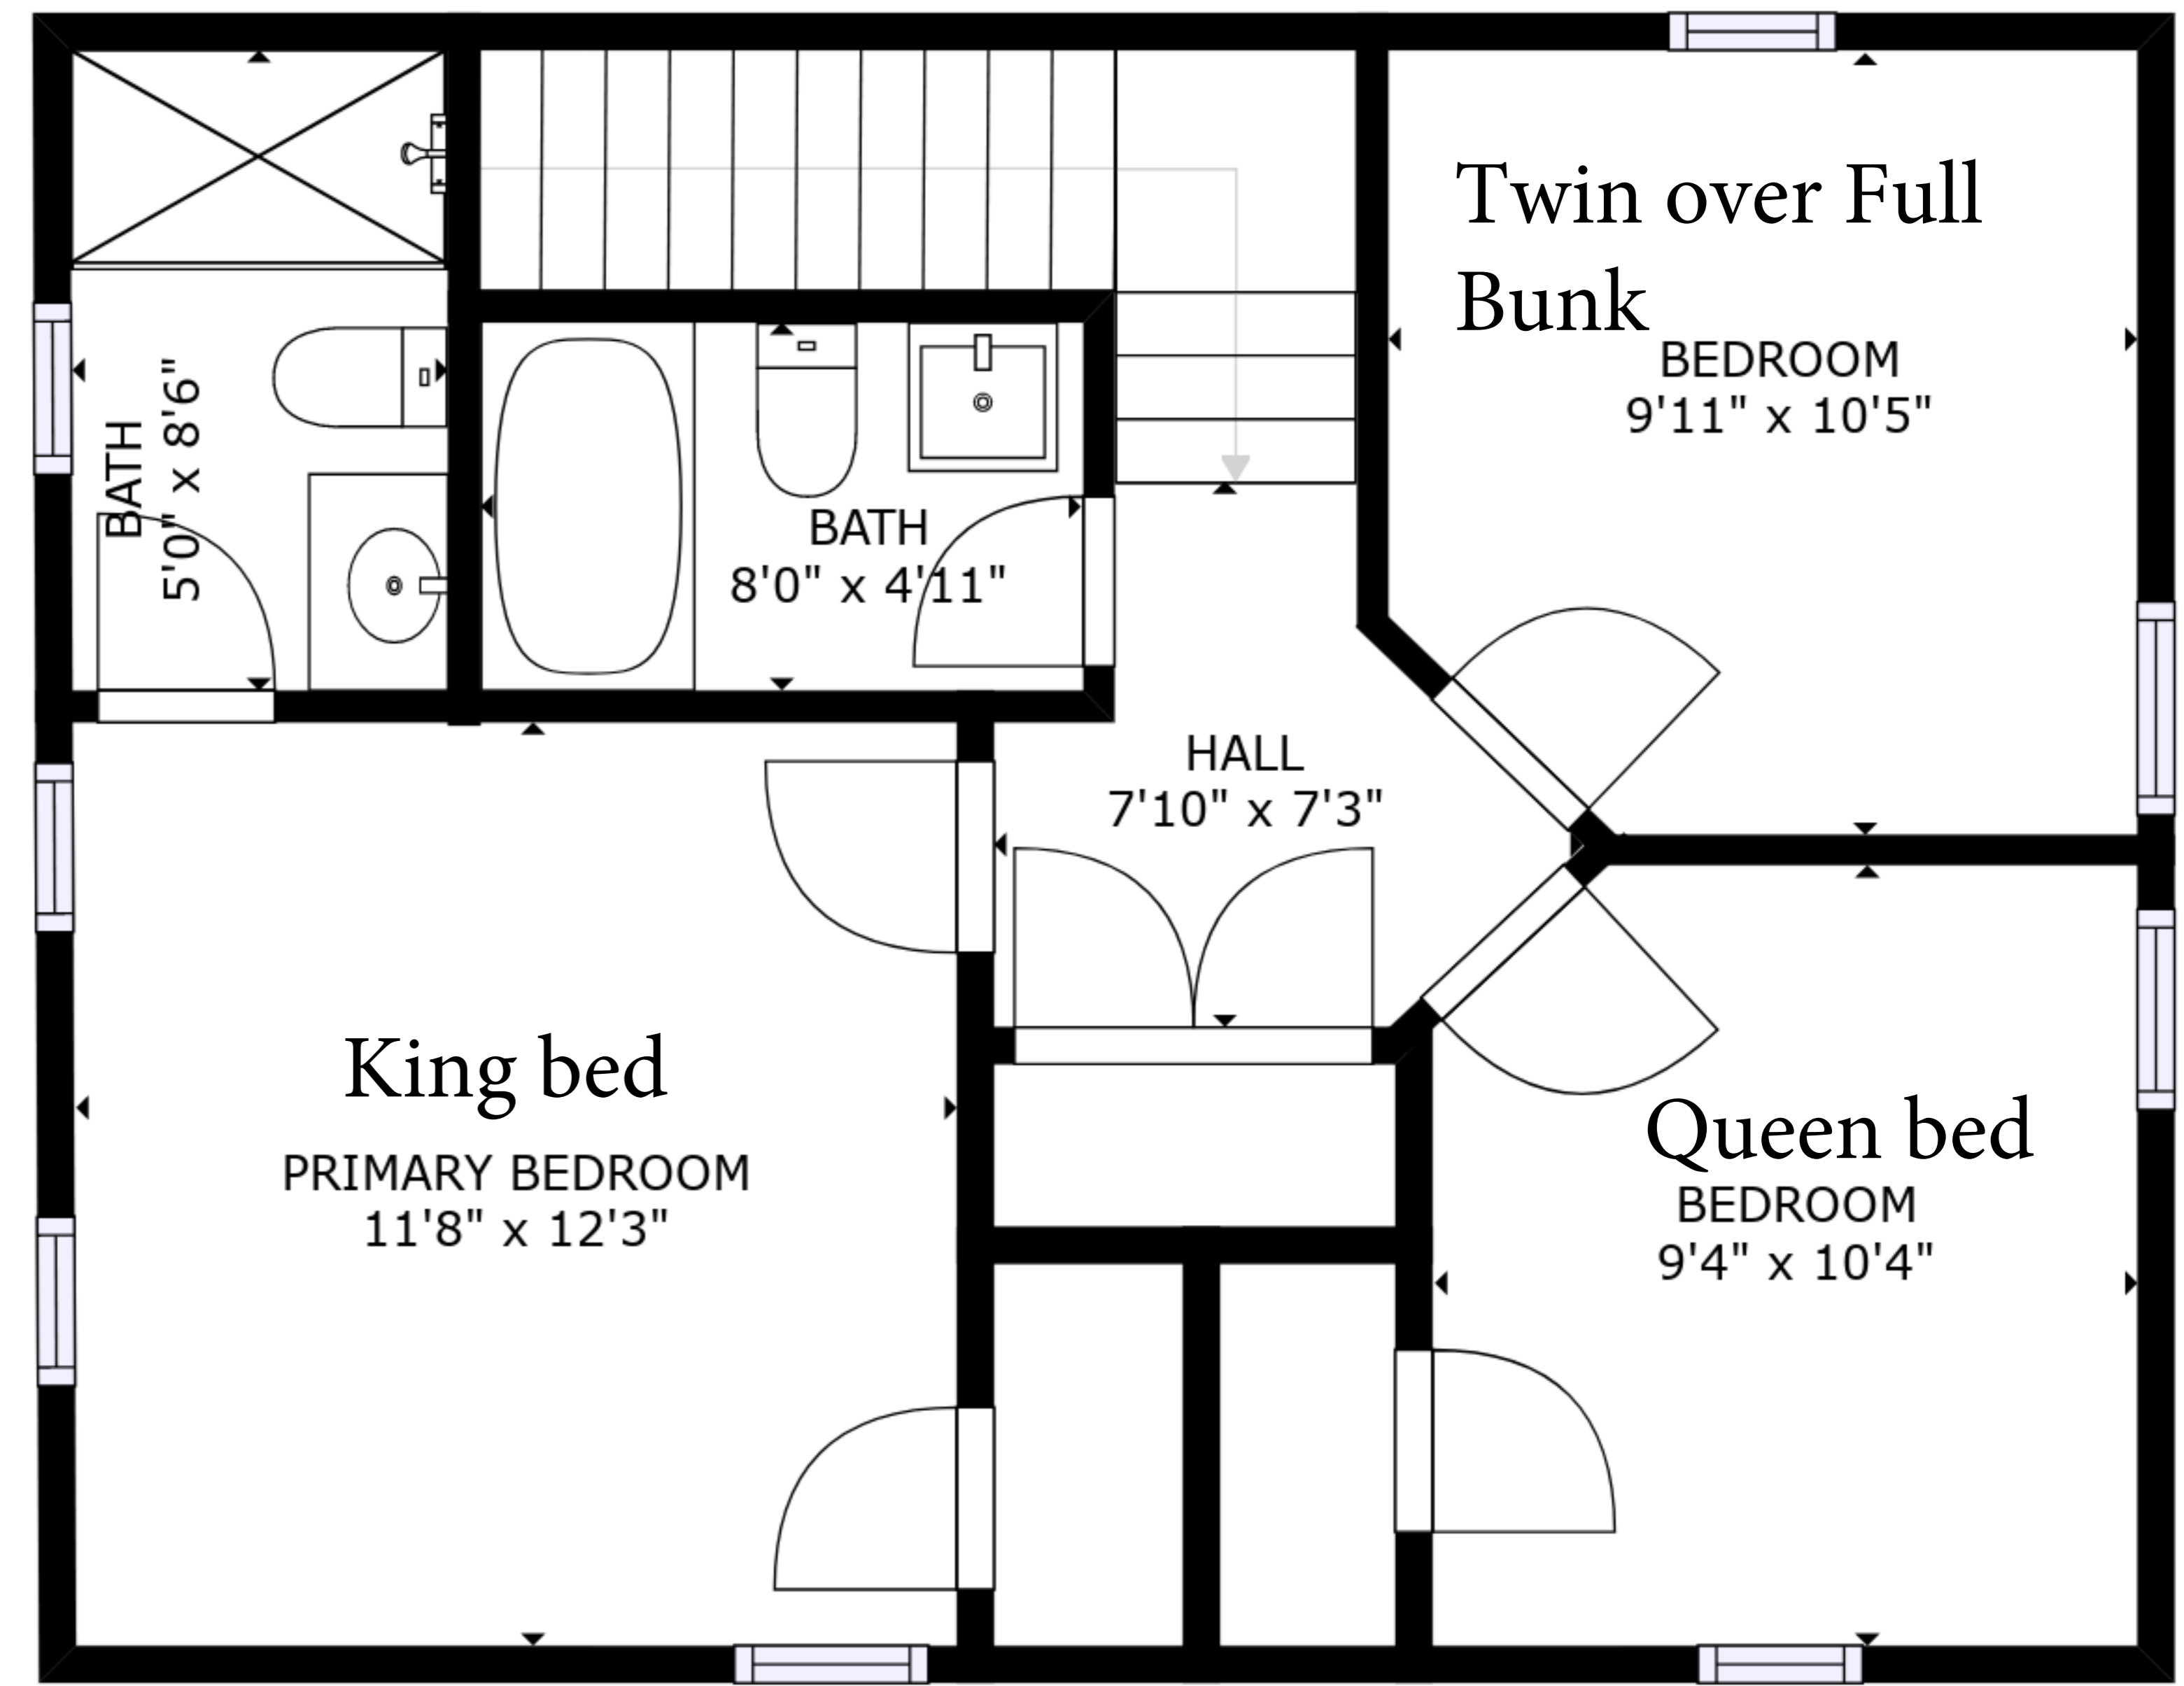 Twin over Full
Bunk
BEDROOM
9'11" x 10'5"
BATH
5'0" x 8'6"
BATH
8'0" x 4'11"
HALL
7'10" x 7'3"
King bed
PRIMARY BEDROOM
11'8" x 12'3"
Queen bed
BEDROOM
9'4" x 10'4"